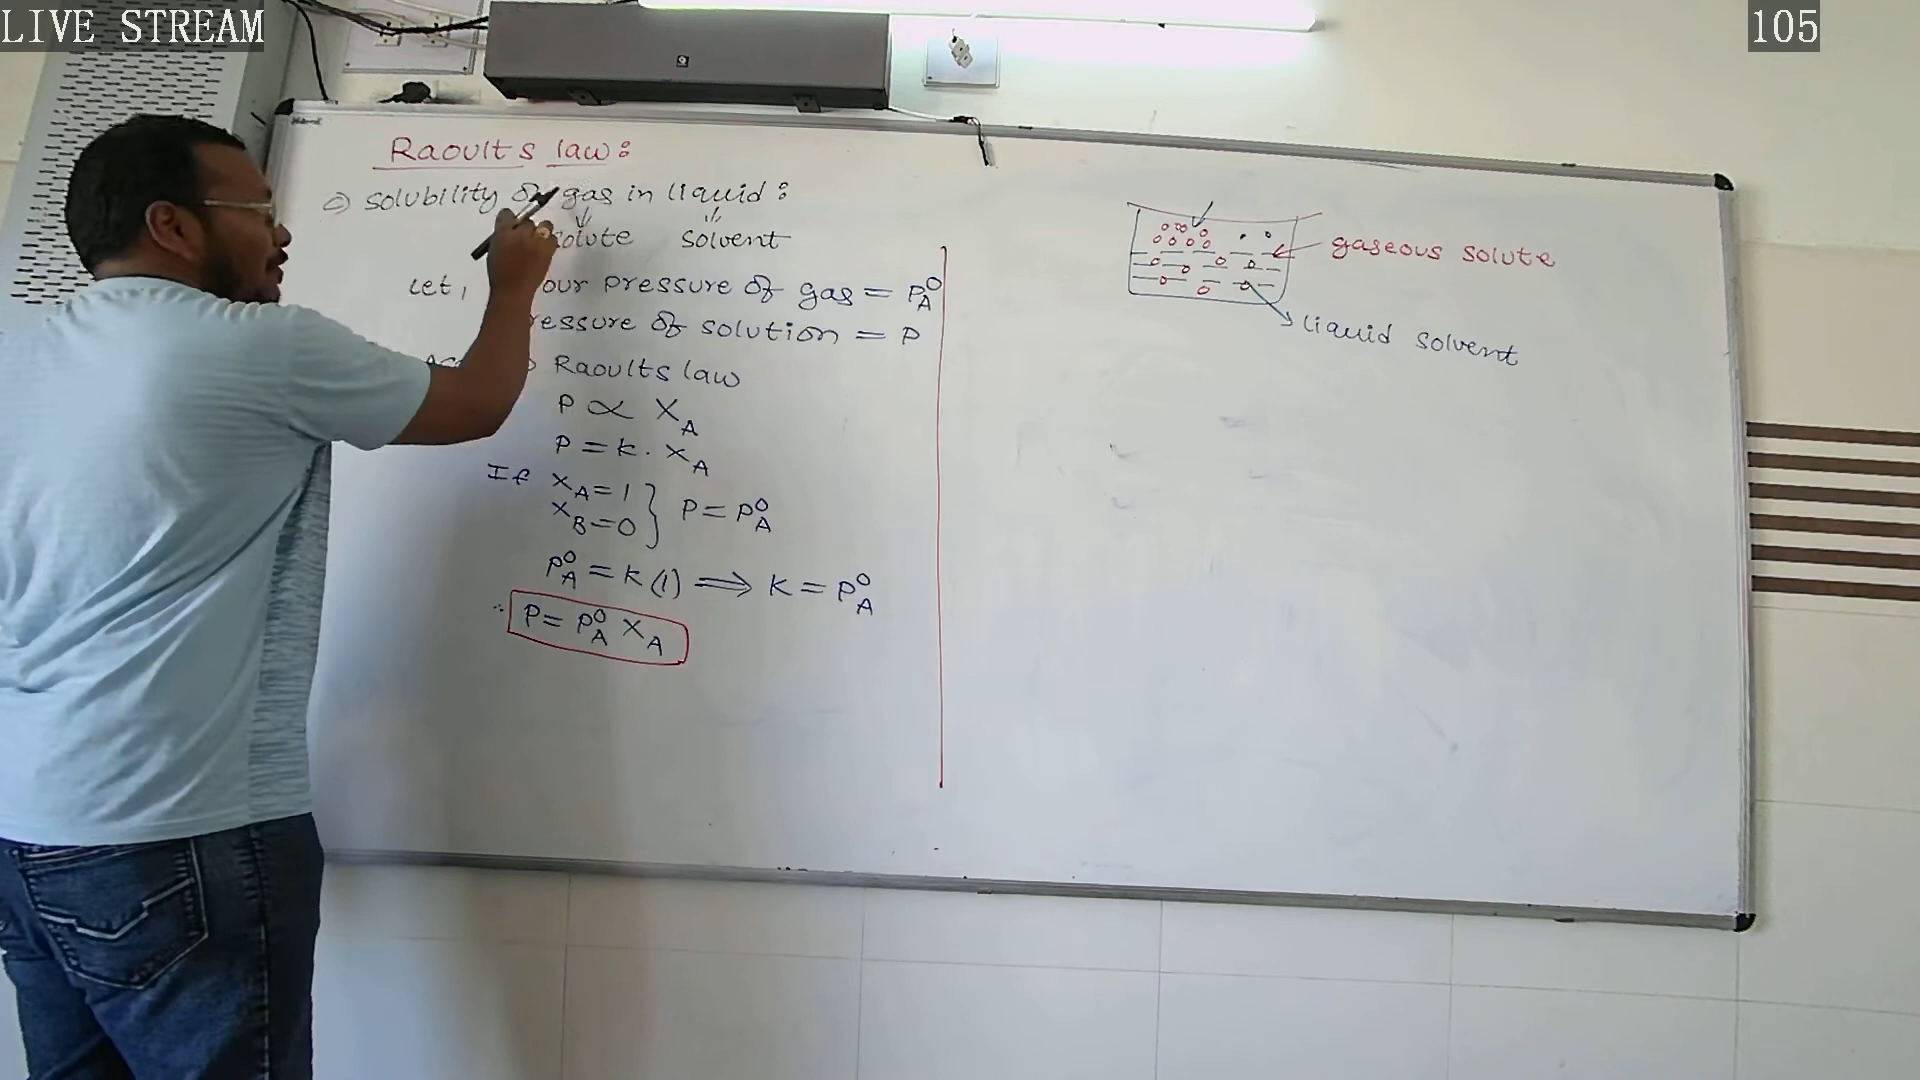 LIVE STREAM
105
Raoults law:
⇒ solubility of gas in liquid:
solute solvent
Let, our pressure of gas = P°A
ressure of solution = P
Raoults law
P ∝ XA
P = k. XA
If XA=1
XB=0 } P = P°A
P°A = K (1) ⟹ K = P°A
∴ P = P°A XA
gaseous solute
liquid solvent